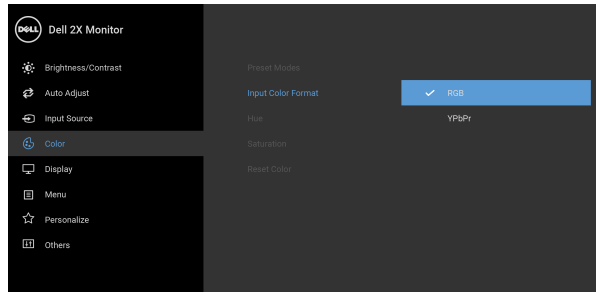 DELL
Dell 2X Monitor
Brightness/Contrast
Auto Adjust
Input Source
Color
Display
Menu
Personalize
Others
Preset Modes
Input Color Format
Hue
Saturation
Reset Color
RGB
YPbPr